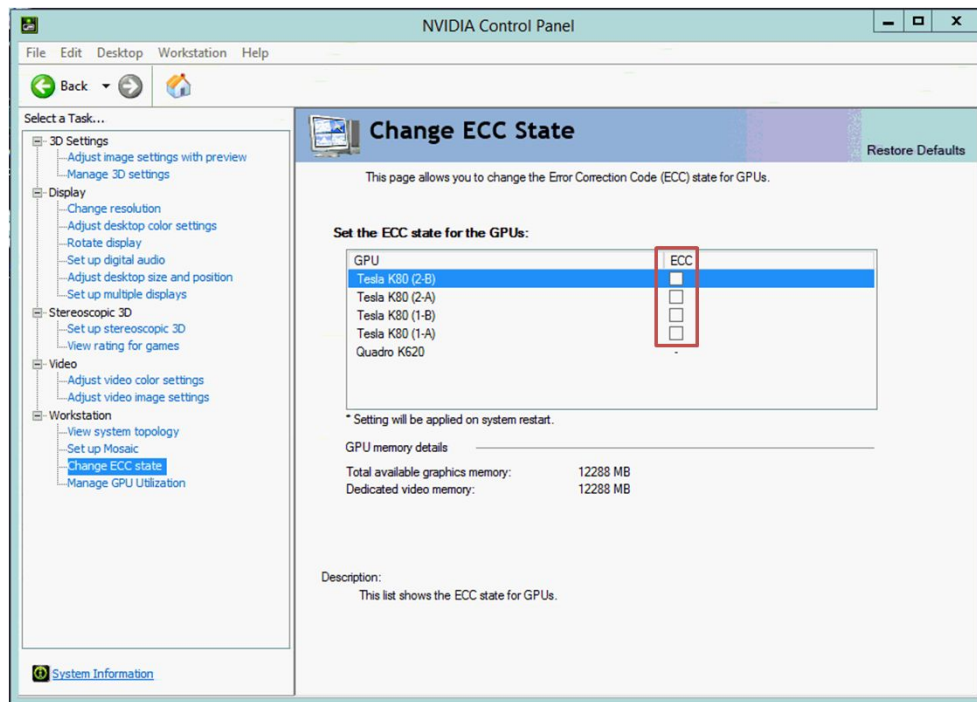 NVIDIA Control Panel
File Edit Desktop Workstation Help
Back
Select a Task...
3D Settings
Adjust image settings with preview
Manage 3D settings
Display
Change resolution
Adjust desktop color settings
Rotate display
Set up digital audio
Adjust desktop size and position
Set up multiple displays
Stereoscopic 3D
Set up stereoscopic 3D
View rating for games
Video
Adjust video color settings
Adjust video image settings
Workstation
View system topology
Set up Mosaic
Change ECC state
Manage GPU Utilization
System Information
Change ECC State
Restore Defaults
This page allows you to change the Error Correction Code (ECC) state for GPUs.
Set the ECC state for the GPUs:
GPU ECC
Tesla K80 (2-B)
Tesla K80 (2-A)
Tesla K80 (1-B)
Tesla K80 (1-A)
Quadro K620 -
* Setting will be applied on system restart.
GPU memory details
Total available graphics memory: 12288 MB
Dedicated video memory: 12288 MB
Description:
This list shows the ECC state for GPUs.